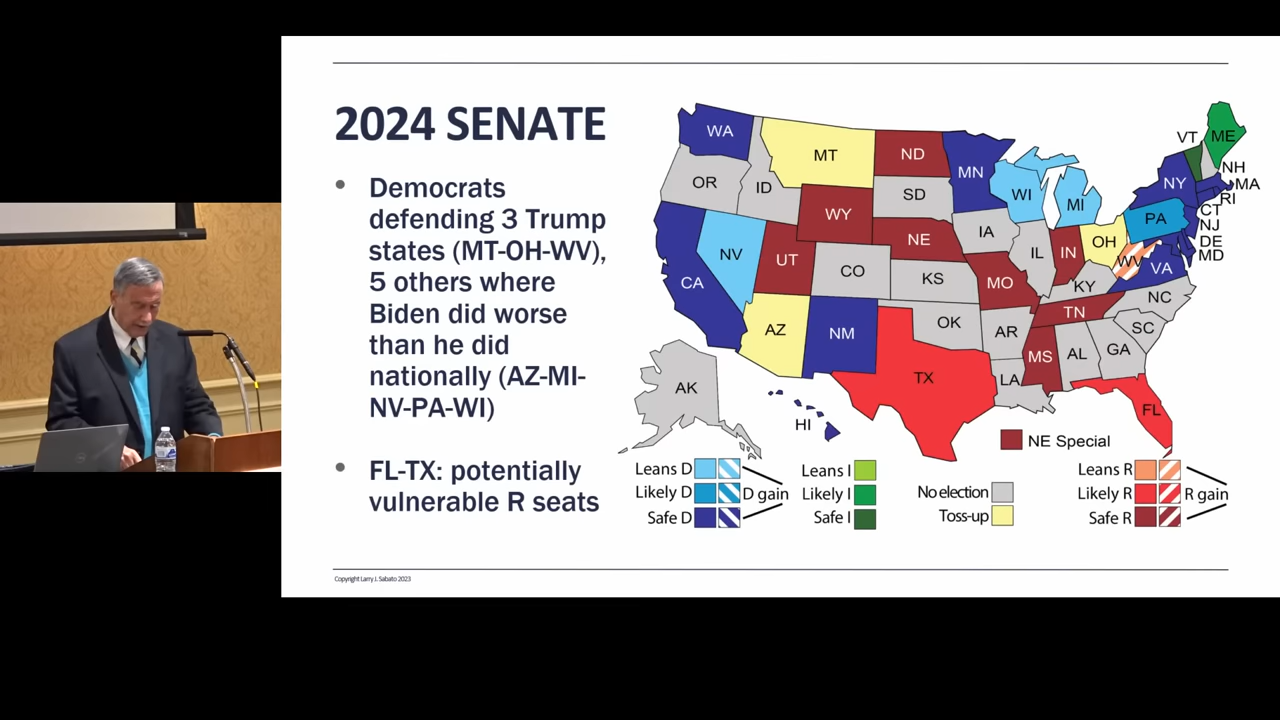 2024 SENATE
• Democrats
defending 3 Trump
states (MT-OH-WV),
5 others where
Biden did worse
than he did
nationally (AZ-MI-
NV-PA-WI)
• FL-TX: potentially
vulnerable R seats
WA
OR
ID
MT
WY
NV
UT
CA
AZ
CO
NM
ND
SD
NE
KS
OK
TX
MN
IA
MO
AR
LA
WI
IL
MI
IN
OH
KY
TN
MS
AL
GA
FL
SC
NC
VA
WV
PA
NY
VT
ME
NH
MA
RI
CT
NJ
DE
MD
AK
HI
NE Special
Leans D
Likely D
Safe D
D gain
Leans I
Likely I
Safe I
No election
Toss-up
Leans R
Likely R
Safe R
R gain
Copyright Larry J. Sabato 2023